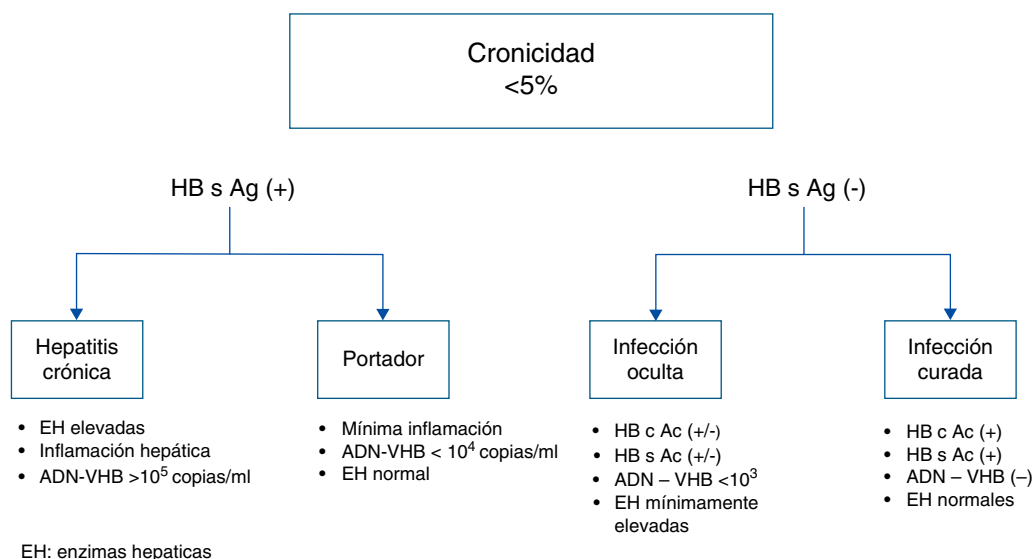 Cronicidad
<5%
HB s Ag (+)
HB s Ag (-)
Hepatitis
crónica
Portador
Infección
oculta
Infección
curada
• EH elevadas
• Inflamación hepática
• ADN-VHB >10⁵ copias/ml
• Mínima inflamación
• ADN-VHB < 10⁴ copias/ml
• EH normal
• HB c Ac (+/-)
• HB s Ac (+/-)
• ADN – VHB <10³
• EH mínimamente
elevadas
• HB c Ac (+)
• HB s Ac (+)
• ADN – VHB (–)
• EH normales
EH: enzimas hepaticas